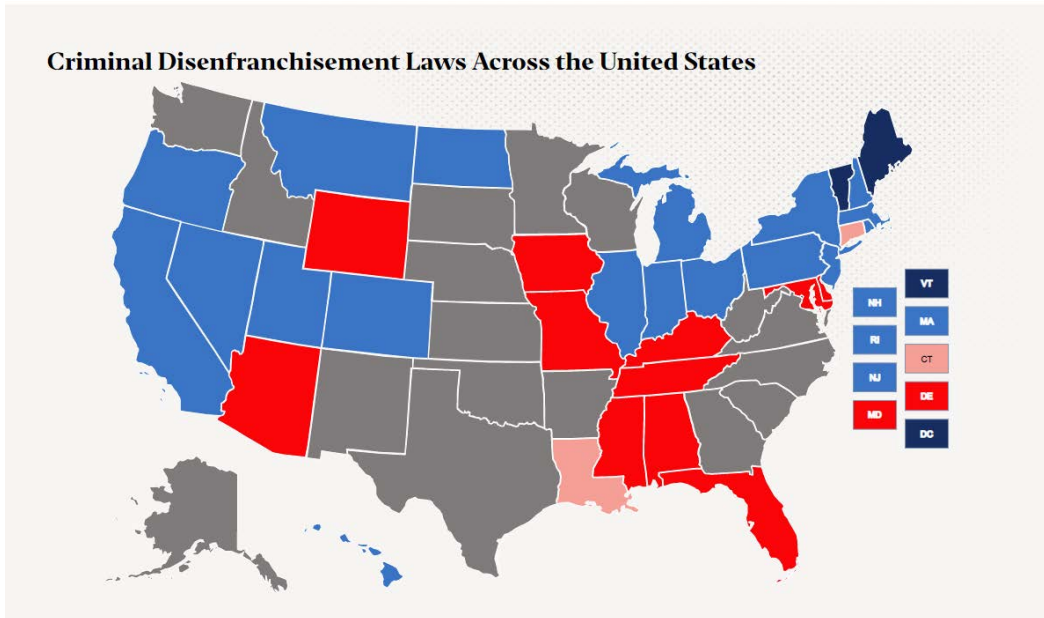 Criminal Disenfranchisement Laws Across the United States
VT
NH
MA
RI
CT
NJ
DE
MD
DC